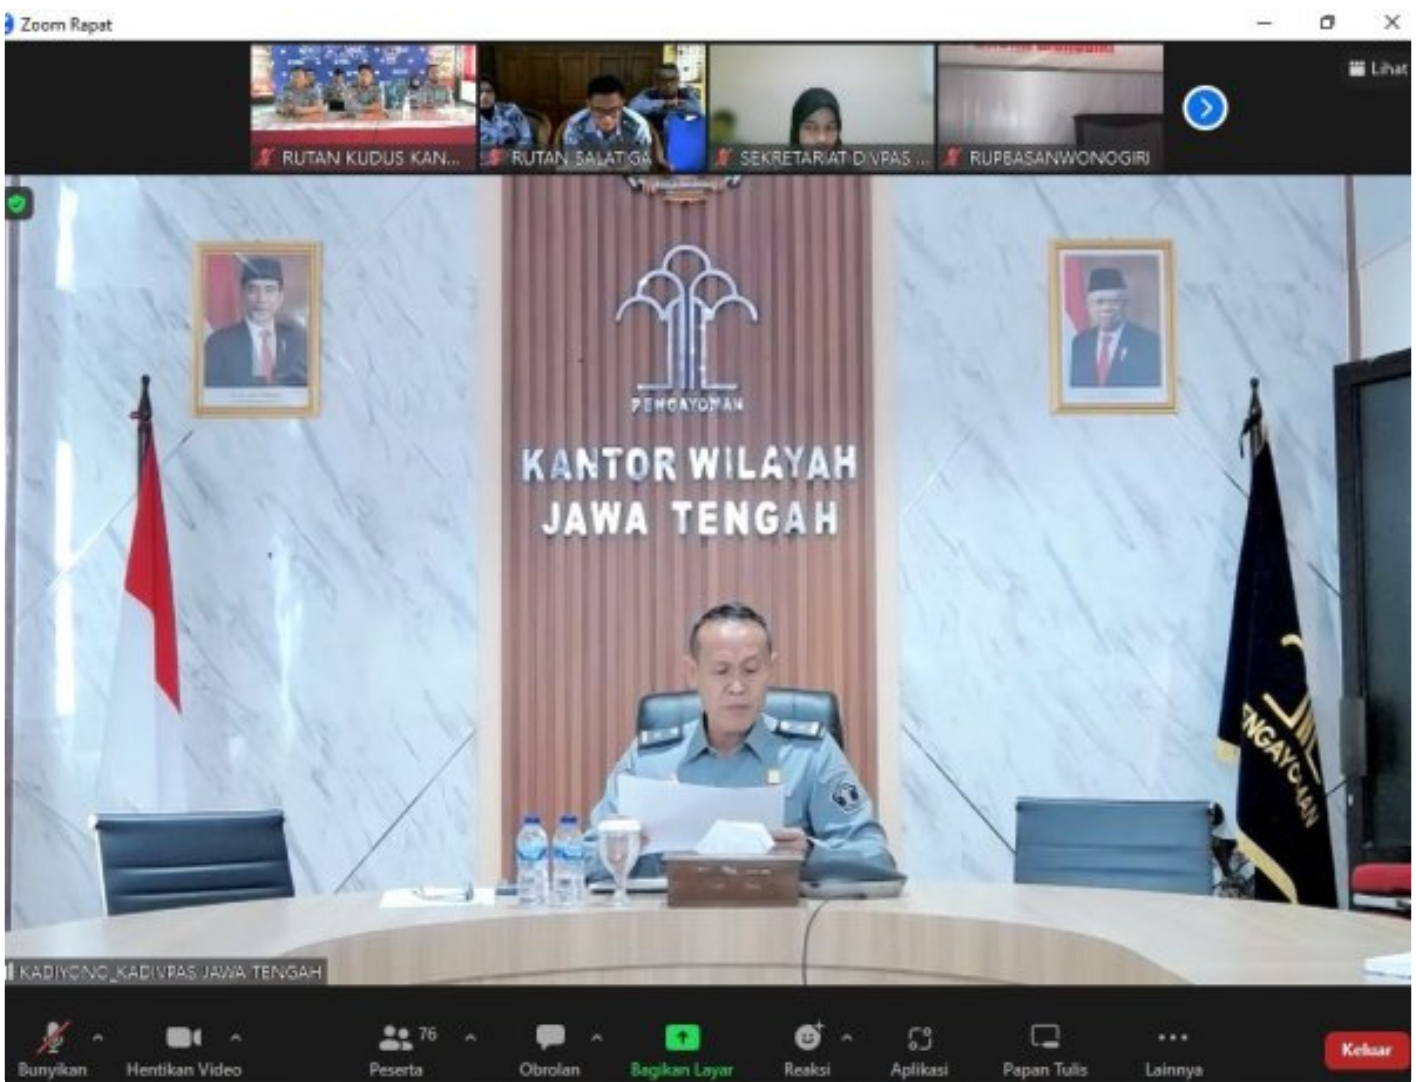 Zoom Rapat
Lihat
RUTAN KUDUS KAN...
RUTAN SALATIGA
SEKRETARIAT DIVPAS ...
RUPBASANWONOGIRI
PENGAYOMAN
KANTOR WILAYAH
JAWA TENGAH
PENGAYOMAN
KADIYONO_KADIVPAS JAWA TENGAH
Bunyikan
Hentikan Video
76
Peserta
Obrolan
Bagikan Layar
Reaksi
Aplikasi
Papan Tulis
Lainnya
Keluar